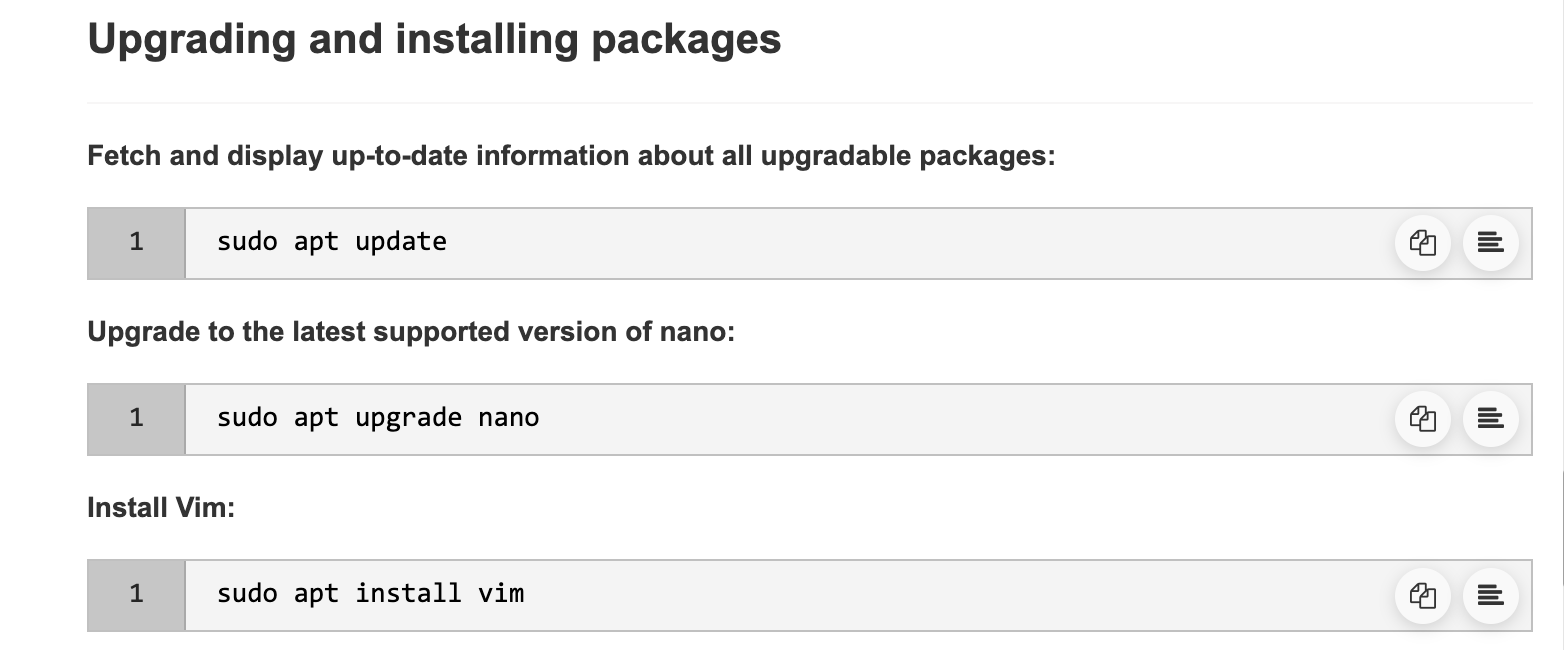 Upgrading and installing packages
Fetch and display up-to-date information about all upgradable packages:
1 sudo apt update
Upgrade to the latest supported version of nano:
1 sudo apt upgrade nano
Install Vim:
1 sudo apt install vim